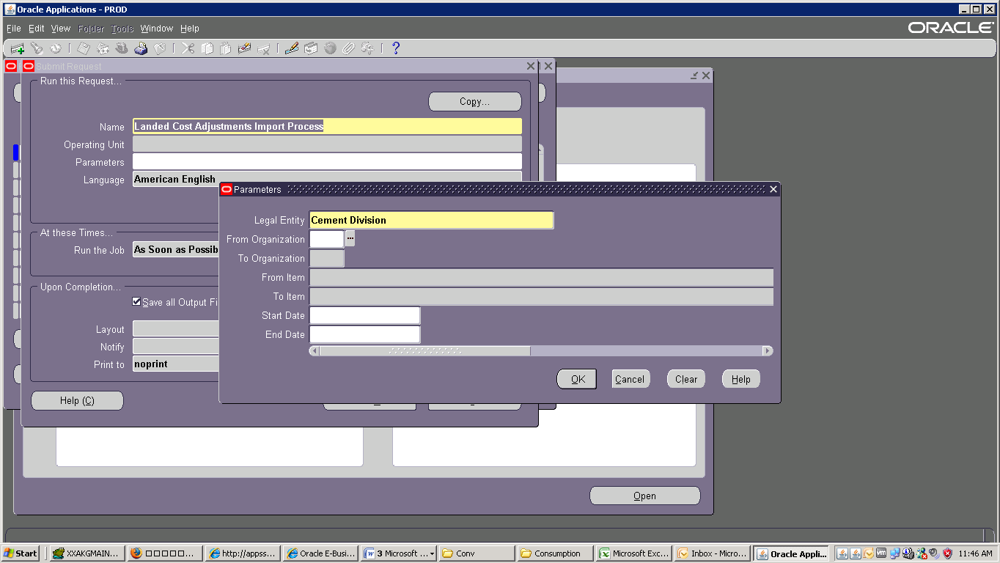 Oracle Applications - PROD
File Edit View Folder Tools Window Help
ORACLE
Submit Request
Run this Request...
Copy...
Name Landed Cost Adjustments Import Process
Operating Unit
Parameters
Language American English
Parameters
Legal Entity Cement Division
From Organization
To Organization
From Item
To Item
Start Date
End Date
OK Cancel Clear Help
At these Times...
Run the Job As Soon as Possib
Upon Completion...
Save all Output Fi
Layout
Notify
Print to noprint
Help (C)
Open
Start XXAKGMAIN... http://appss... Oracle E-Busi... 3 Microsoft ... Conv Consumption Microsoft Exc... Inbox - Micro... Oracle Appli... 11:46 AM